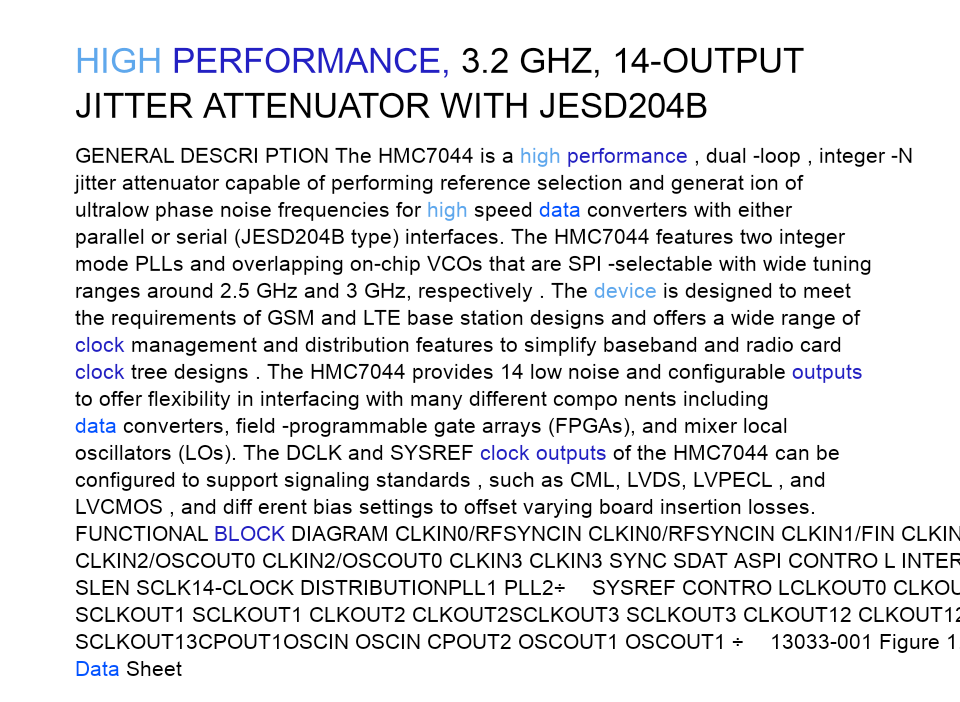 HIGH PERFORMANCE, 3.2 GHZ, 14-OUTPUT
JITTER ATTENUATOR WITH JESD204B
GENERAL DESCRI PTION The HMC7044 is a high performance , dual -loop , integer -N
jitter attenuator capable of performing reference selection and generat ion of
ultralow phase noise frequencies for high speed data converters with either
parallel or serial (JESD204B type) interfaces. The HMC7044 features two integer
mode PLLs and overlapping on-chip VCOs that are SPI -selectable with wide tuning
ranges around 2.5 GHz and 3 GHz, respectively . The device is designed to meet
the requirements of GSM and LTE base station designs and offers a wide range of
clock management and distribution features to simplify baseband and radio card
clock tree designs . The HMC7044 provides 14 low noise and configurable outputs
to offer flexibility in interfacing with many different compo nents including
data converters, field -programmable gate arrays (FPGAs), and mixer local
oscillators (LOs). The DCLK and SYSREF clock outputs of the HMC7044 can be
configured to support signaling standards , such as CML, LVDS, LVPECL , and
LVCMOS , and diff erent bias settings to offset varying board insertion losses.
FUNCTIONAL BLOCK DIAGRAM CLKIN0/RFSYNCIN CLKIN0/RFSYNCIN CLKIN1/FIN CLKIN
CLKIN2/OSCOUT0 CLKIN2/OSCOUT0 CLKIN3 CLKIN3 SYNC SDAT ASPI CONTRO L INTER
SLEN SCLK14-CLOCK DISTRIBUTIONPLL1 PLL2÷ SYSREF CONTRO LCLKOUT0 CLKOU
SCLKOUT1 SCLKOUT1 CLKOUT2 CLKOUT2SCLKOUT3 SCLKOUT3 CLKOUT12 CLKOUT12
SCLKOUT13CPOUT1OSCIN OSCIN CPOUT2 OSCOUT1 OSCOUT1 ÷ 13033-001 Figure 1
Data Sheet